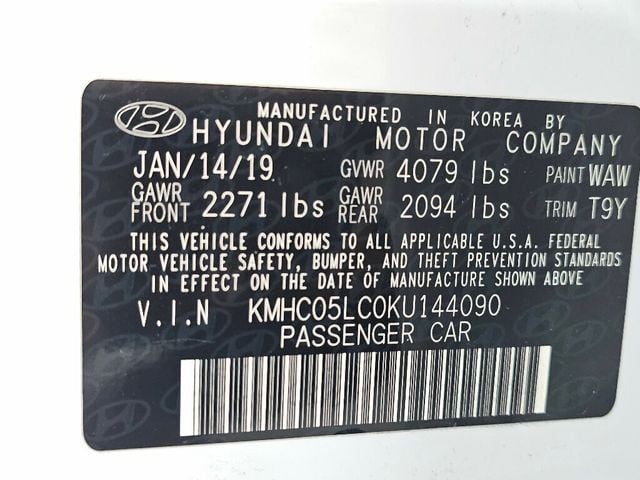 MANUFACTURED IN KOREA BY
HYUNDAI MOTOR COMPANY
JAN/14/19 GVWR 4079 lbs PAINT WAW
GAWR FRONT 2271 lbs GAWR REAR 2094 lbs TRIM T9Y
THIS VEHICLE CONFORMS TO ALL APPLICABLE U.S.A. FEDERAL
MOTOR VEHICLE SAFETY, BUMPER, AND THEFT PREVENTION STANDARDS
IN EFFECT ON THE DATE OF MANUFACTURE SHOWN ABOVE
V.I.N KMHC05LC0KU144090
PASSENGER CAR